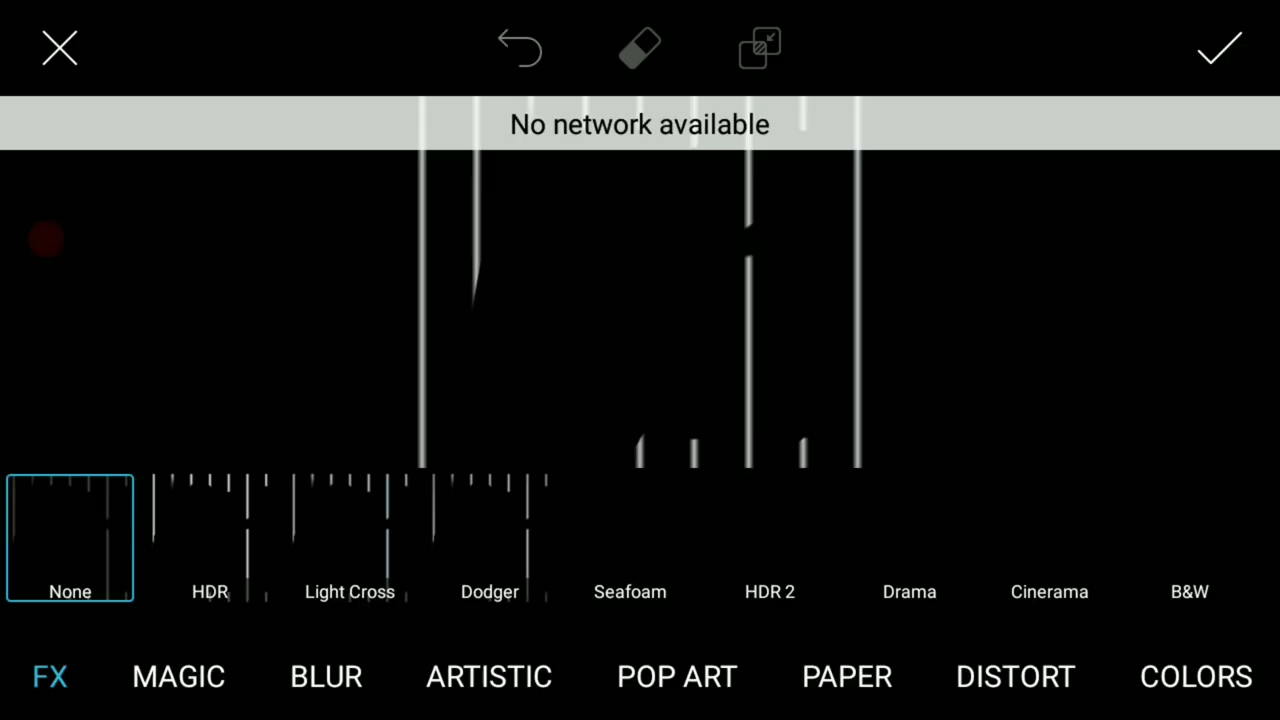 No network available
None HDR Light Cross Dodger Seafoam HDR 2 Drama Cinerama B&W
FX MAGIC BLUR ARTISTIC POP ART PAPER DISTORT COLORS